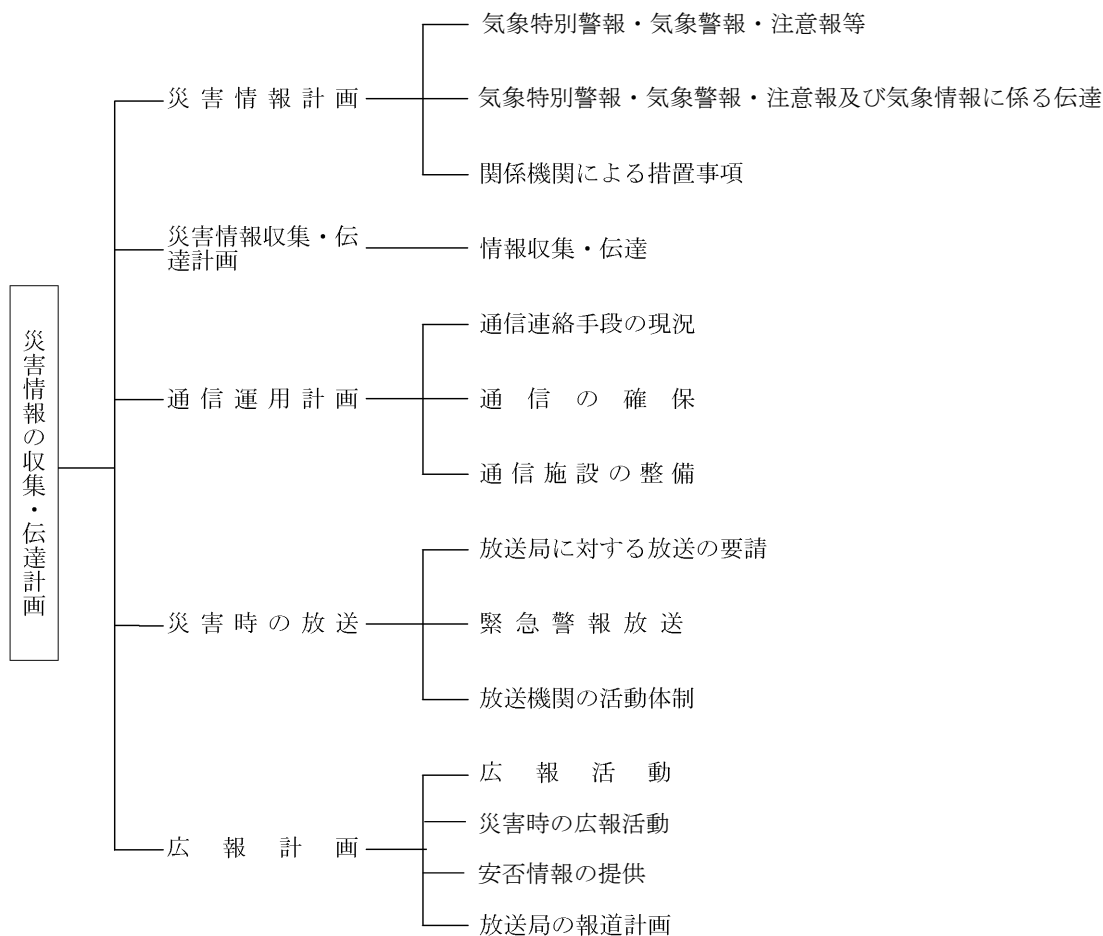 災害情報の収集・伝達計画
災害情報計画
気象特別警報・気象警報・注意報等
気象特別警報・気象警報・注意報及び気象情報に係る伝達
関係機関による措置事項
災害情報収集・伝
達計画
情報収集・伝達
通信運用計画
通信連絡手段の現況
通信の確保
通信施設の整備
災害時の放送
放送局に対する放送の要請
緊急警報放送
放送機関の活動体制
広報計画
広報活動
災害時の広報活動
安否情報の提供
放送局の報道計画